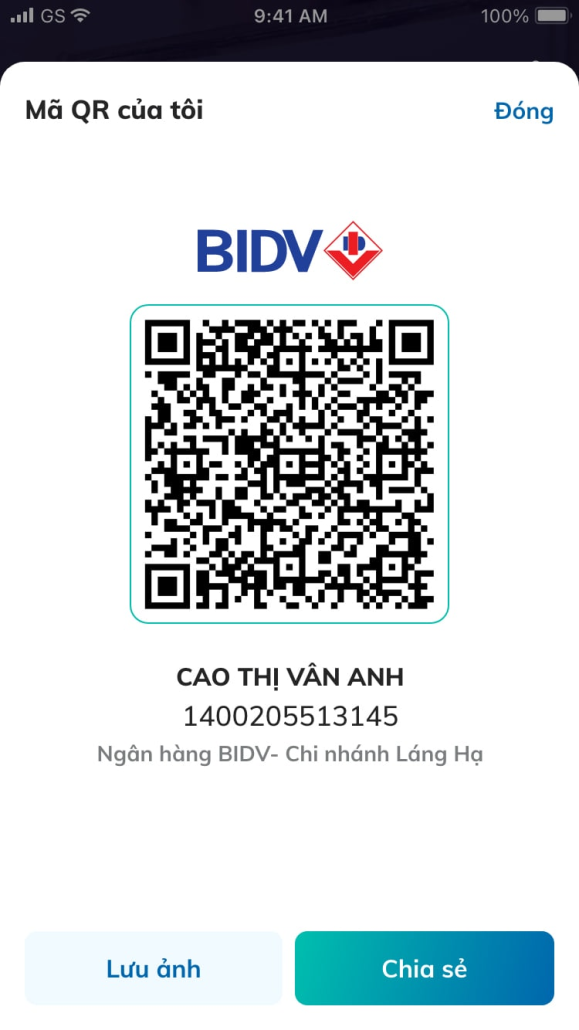 GS 9:41 AM 100%
Mã QR của tôi Đóng
BIDV
CAO THỊ VÂN ANH
1400205513145
Ngân hàng BIDV- Chi nhánh Láng Hạ
Lưu ảnh Chia sẻ